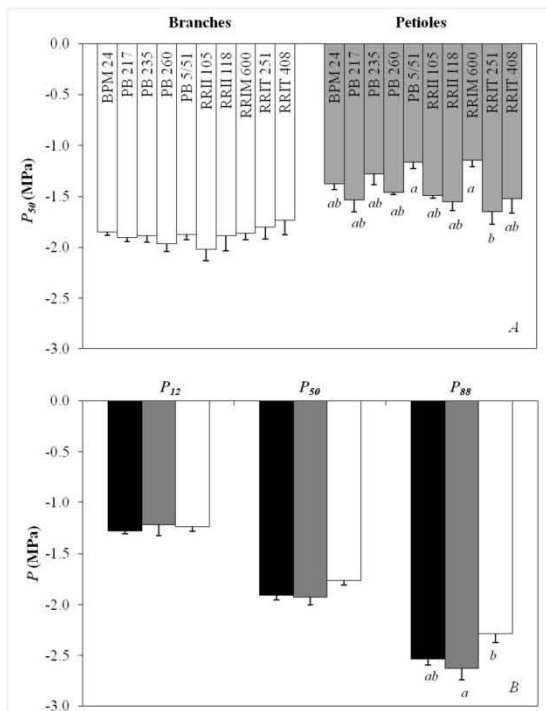 Branches Petioles
0.0
-0.5
-1.0
-1.5
-2.0
-2.5
-3.0
P50 (MPa)
BPM 24
PB 217
PB 235
PB 260
PB 5/51
RRII 105
RRII 118
RRIM 600
RRIT 251
RRIT 408
BPM 24
PB 217
PB 235
PB 260
PB 5/51
RRII 105
RRII 118
RRIM 600
RRIT 251
RRIT 408
ab ab ab ab a ab ab a b ab
A
P12 P50 P88
0.0
-0.5
-1.0
-1.5
-2.0
-2.5
-3.0
P (MPa)
ab a b
B